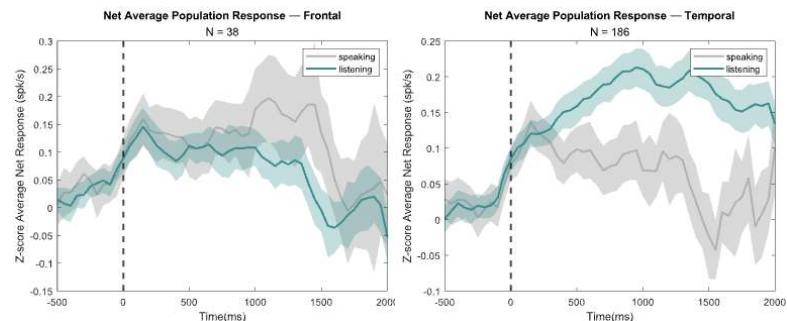 Net Average Population Response — Frontal
N = 38
0.3
0.25
0.2
0.15
0.1
0.05
0
-0.05
-0.1
-0.15
Z-score Average Net Response (spk/s)
speaking
listening
-500
0
500
1000
1500
2000
Time(ms)
Net Average Population Response — Temporal
N = 186
0.25
0.2
0.15
0.1
0.05
0
-0.05
-0.1
Z-score Average Net Response (spk/s)
speaking
listening
-500
0
500
1000
1500
2000
Time(ms)